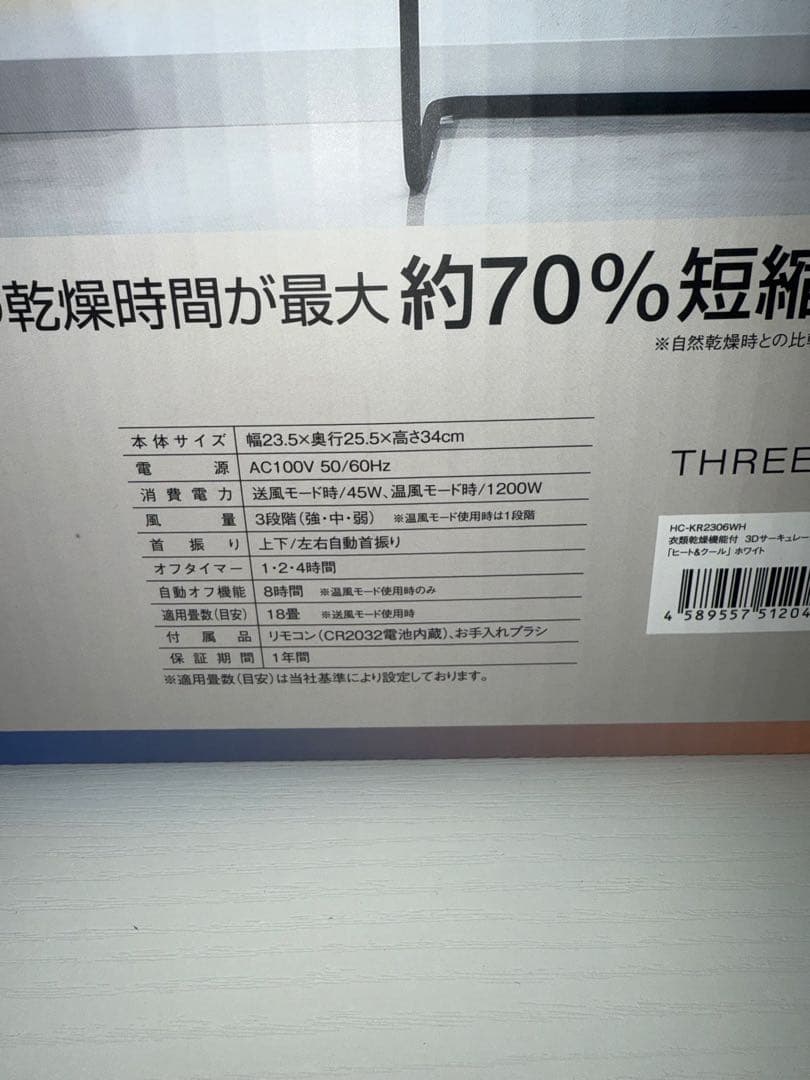 乾燥時間が最大 約70%短縮
※自然乾燥時との比較
本体サイズ 幅23.5×奥行25.5×高さ34cm
電源 AC100V 50/60Hz
消費電力 送風モード時/45W、温風モード時/1200W
風量 3段階(強・中・弱) ※温風モード使用時は1段階
首振り 上下/左右自動首振り
オフタイマー 1・2・4時間
自動オフ機能 8時間 ※温風モード使用時のみ
適用畳数(目安) 18畳 ※送風モード使用時
付属品 リモコン(CR2032電池内蔵)、お手入れブラシ
保証期間 1年間
※適用畳数(目安)は当社基準により設定しております。
THREE
HC-KR2306WH
衣類乾燥機能付 3Dサーキュレー
「ヒート&クール」 ホワイト
4 589557 51204